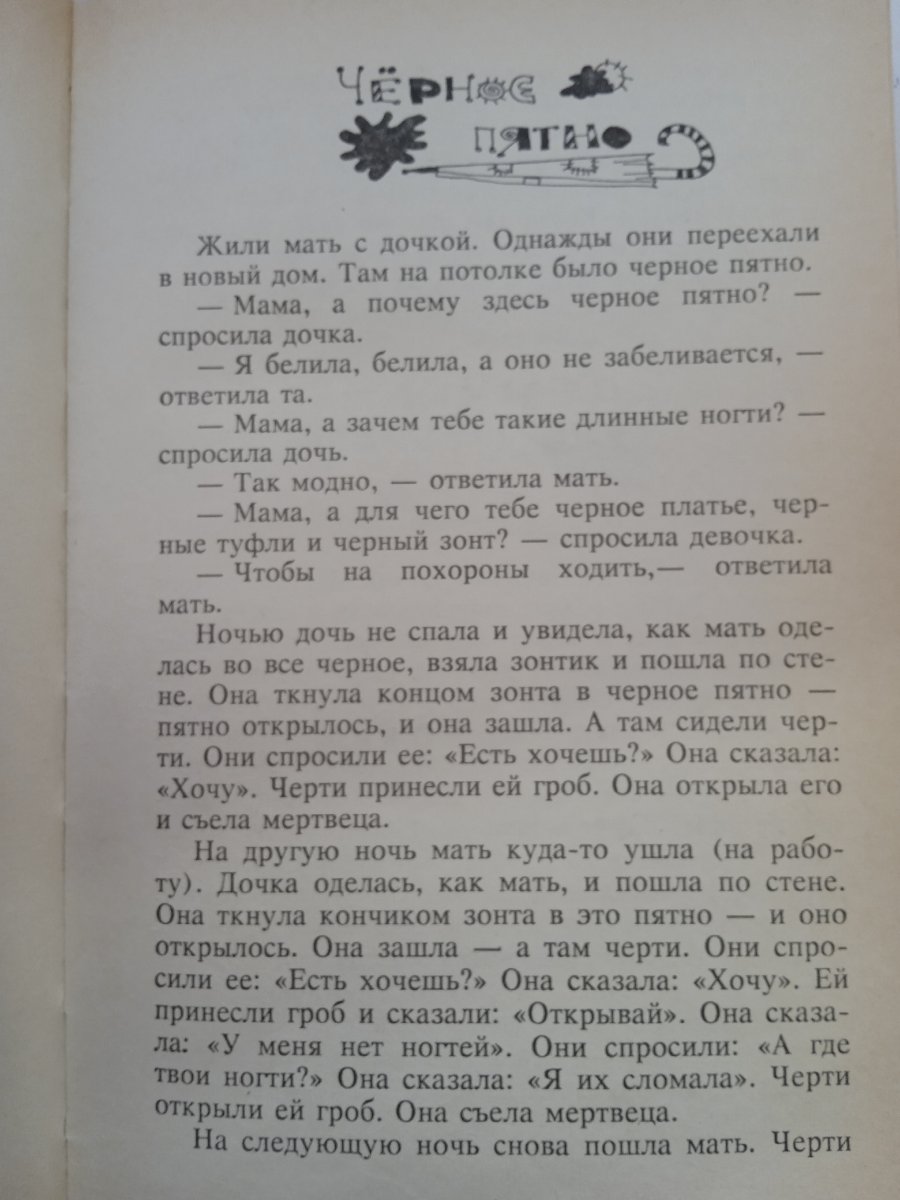 ЧЁРНОЕ
ПЯТНО
Жили мать с дочкой. Однажды они переехали
в новый дом. Там на потолке было черное пятно.
— Мама, а почему здесь черное пятно? —
спросила дочка.
— Я белила, белила, а оно не забеливается, —
ответила та.
— Мама, а зачем тебе такие длинные ногти? —
спросила дочь.
— Так модно, — ответила мать.
— Мама, а для чего тебе черное платье, чер-
ные туфли и черный зонт? — спросила девочка.
— Чтобы на похороны ходить,— ответила
мать.
Ночью дочь не спала и увидела, как мать оде-
лась во все черное, взяла зонтик и пошла по сте-
не. Она ткнула концом зонта в черное пятно —
пятно открылось, и она зашла. А там сидели чер-
ти. Они спросили ее: «Есть хочешь?» Она сказала:
«Хочу». Черти принесли ей гроб. Она открыла его
и съела мертвеца.
На другую ночь мать куда-то ушла (на рабо-
ту). Дочка оделась, как мать, и пошла по стене.
Она ткнула кончиком зонта в это пятно — и оно
открылось. Она зашла — а там черти. Они спро-
сили ее: «Есть хочешь?» Она сказала: «Хочу». Ей
принесли гроб и сказали: «Открывай». Она сказа-
ла: «У меня нет ногтей». Они спросили: «А где
твои ногти?» Она сказала: «Я их сломала». Черти
открыли ей гроб. Она съела мертвеца.
На следующую ночь снова пошла мать. Черти